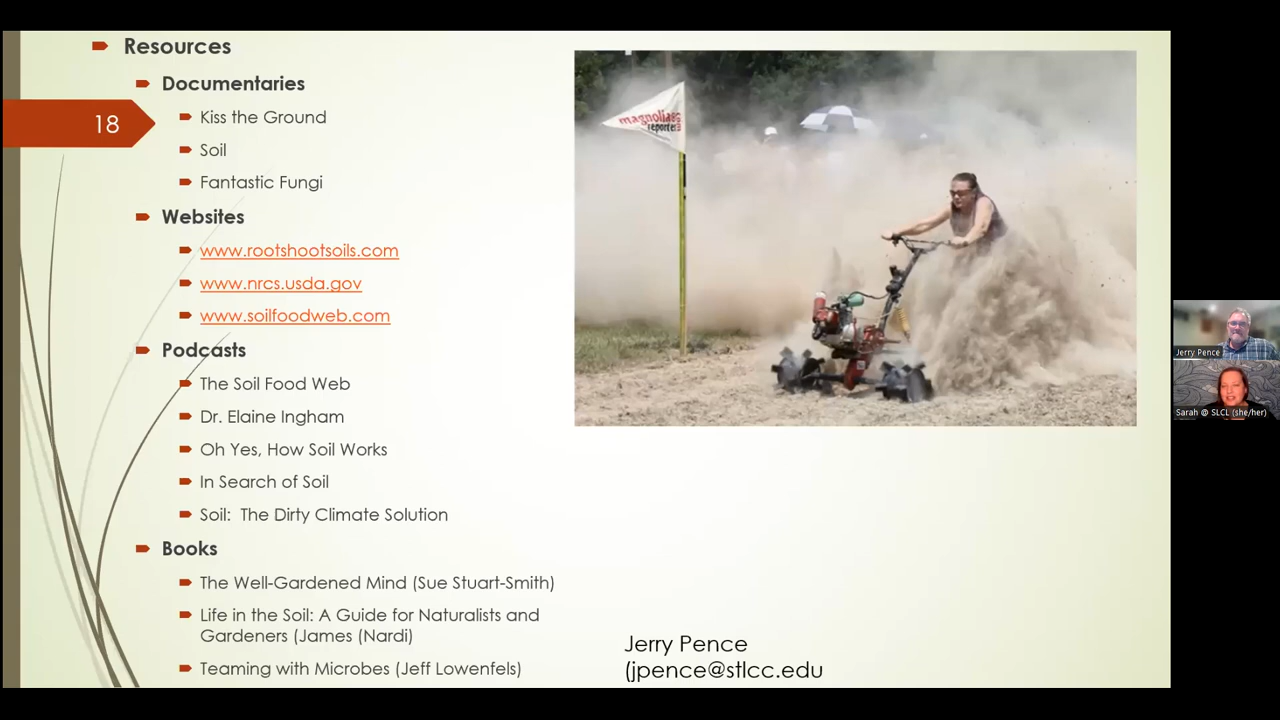 Resources
Documentaries
18
Kiss the Ground
Soil
Fantastic Fungi
Websites
www.rootshootsoils.com
www.nrcs.usda.gov
www.soilfoodweb.com
Podcasts
The Soil Food Web
Dr. Elaine Ingham
Oh Yes, How Soil Works
In Search of Soil
Soil:  The Dirty Climate Solution
Books
The Well-Gardened Mind (Sue Stuart-Smith)
Life in the Soil: A Guide for Naturalists and
Gardeners (James (Nardi)
Teaming with Microbes (Jeff Lowenfels)
magnolia
reporter
Jerry Pence
(jpence@stlcc.edu
Jerry Pence
Sarah @ SLCL (she/her)